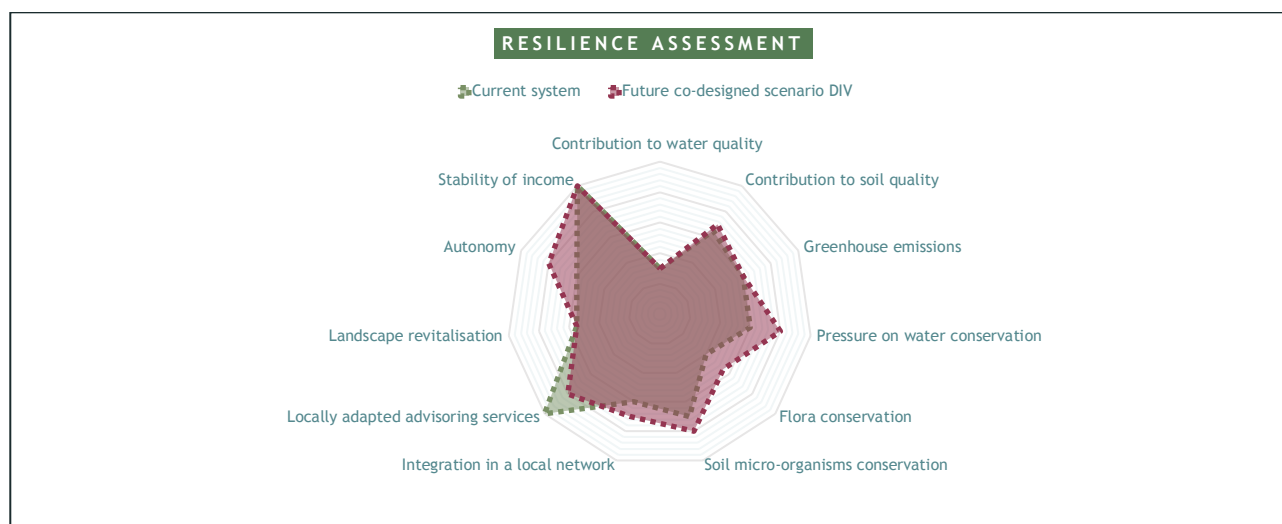 RESILIENCE ASSESSMENT
Current system
Future co-designed scenario DIV
Contribution to water quality
Stability of income
Contribution to soil quality
Autonomy
Greenhouse emissions
Landscape revitalisation
Pressure on water conservation
Locally adapted advisoring services
Flora conservation
Integration in a local network
Soil micro-organisms conservation